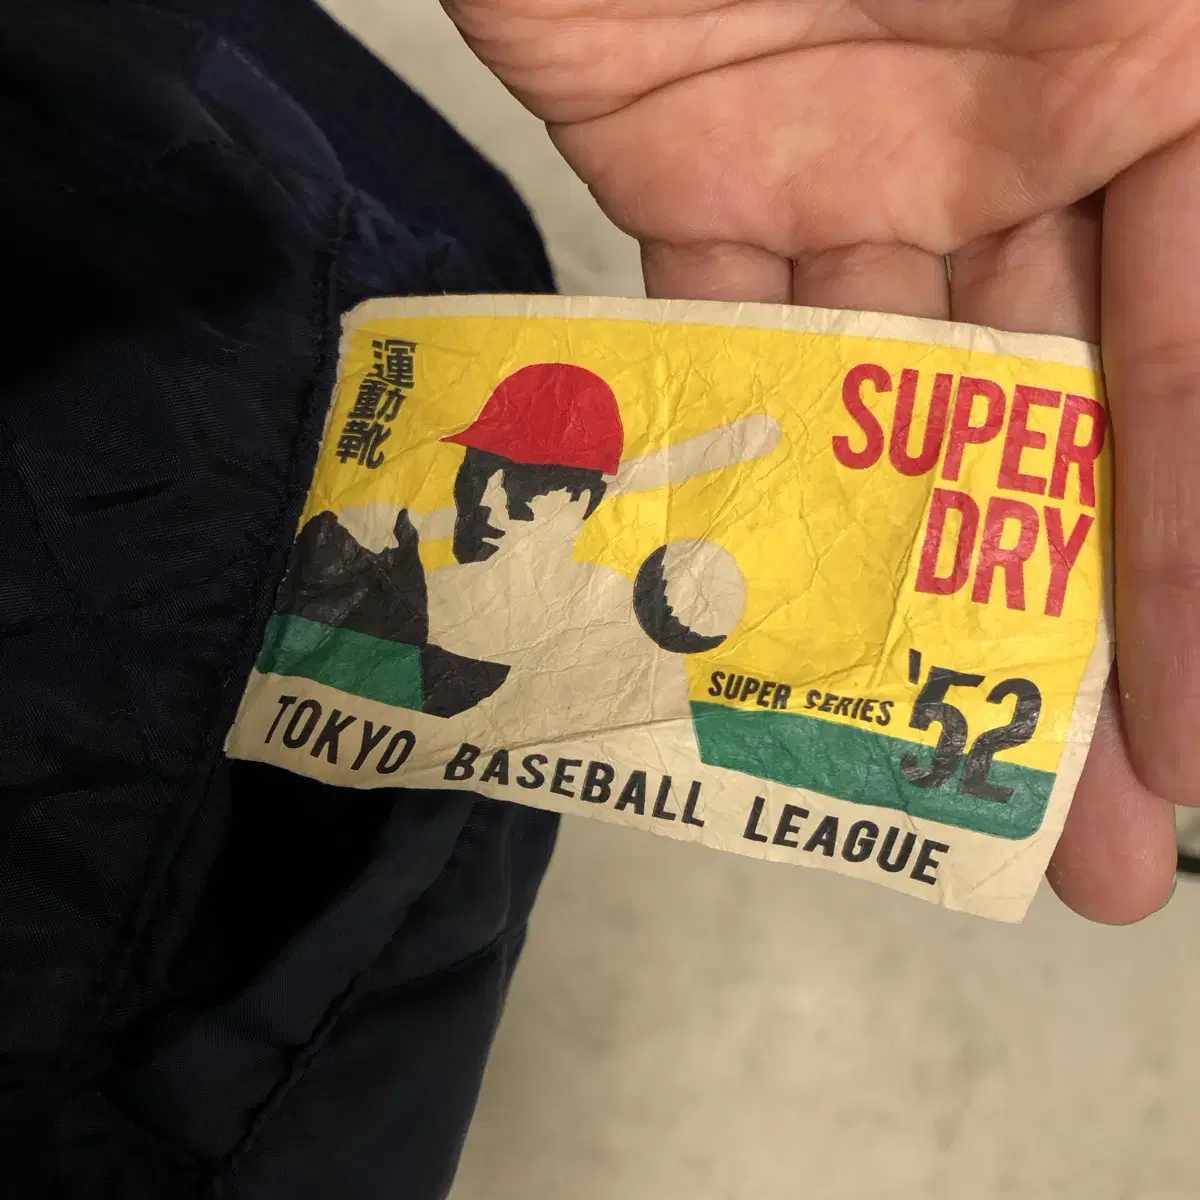 運動靴
SUPER
DRY
SUPER SERIES '52
TOKYO BASEBALL LEAGUE